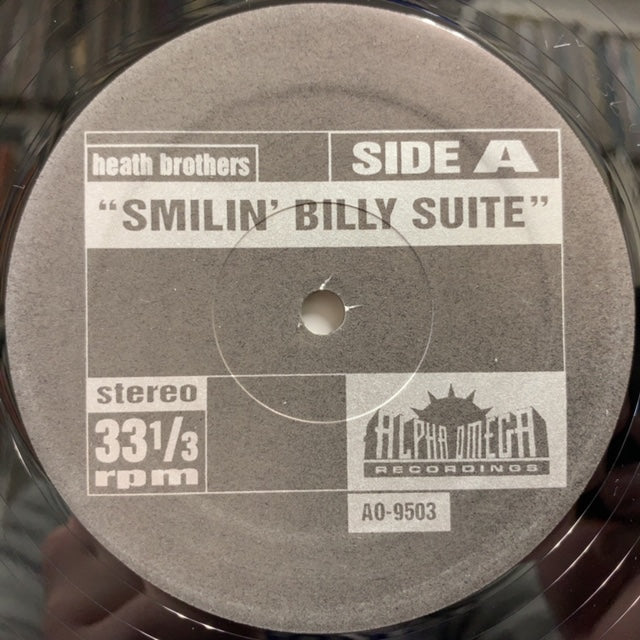 heath brothers
SIDE A
"SMILIN' BILLY SUITE"
stereo
33 1/3
rpm
ALPHA OMEGA
RECORDINGS
AO-9503